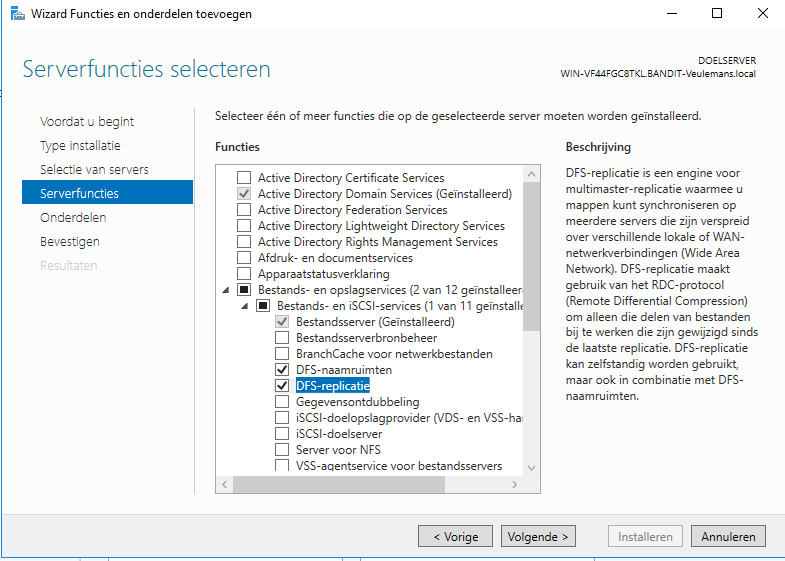 Wizard Functies en onderdelen toevoegen
Serverfuncties selecteren
DOELSERVER
WIN-VF44FGC8TKL.BANDIT-Veulemans.local
Voordat u begint
Type installatie
Selectie van servers
Serverfuncties
Onderdelen
Bevestigen
Resultaten
Selecteer één of meer functies die op de geselecteerde server moeten worden geïnstalleerd.
Functies
Active Directory Certificate Services
Active Directory Domain Services (Geïnstalleerd)
Active Directory Federation Services
Active Directory Lightweight Directory Services
Active Directory Rights Management Services
Afdruk- en documentservices
Apparaatstatusverklaring
Bestands- en opslagservices (2 van 12 geïnstalleer
Bestands- en iSCSI-services (1 van 11 geïnstalle
Bestandsserver (Geïnstalleerd)
Bestandsserverbronbeheer
BranchCache voor netwerkbestanden
DFS-naamruimten
DFS-replicatie
Gegevensontdubbeling
iSCSI-doelopslagprovider (VDS- en VSS-ha
iSCSI-doelserver
Server voor NFS
VSS-agentservice voor bestandsservers
Beschrijving
DFS-replicatie is een engine voor
multimaster-replicatie waarmee u
mappen kunt synchroniseren op
meerdere servers die zijn verspreid
over verschillende lokale of WAN-
netwerkverbindingen (Wide Area
Network). DFS-replicatie maakt
gebruik van het RDC-protocol
(Remote Differential Compression)
om alleen die delen van bestanden
bij te werken die zijn gewijzigd sinds
de laatste replicatie. DFS-replicatie
kan zelfstandig worden gebruikt,
maar ook in combinatie met DFS-
naamruimten.
< Vorige
Volgende >
Installeren
Annuleren